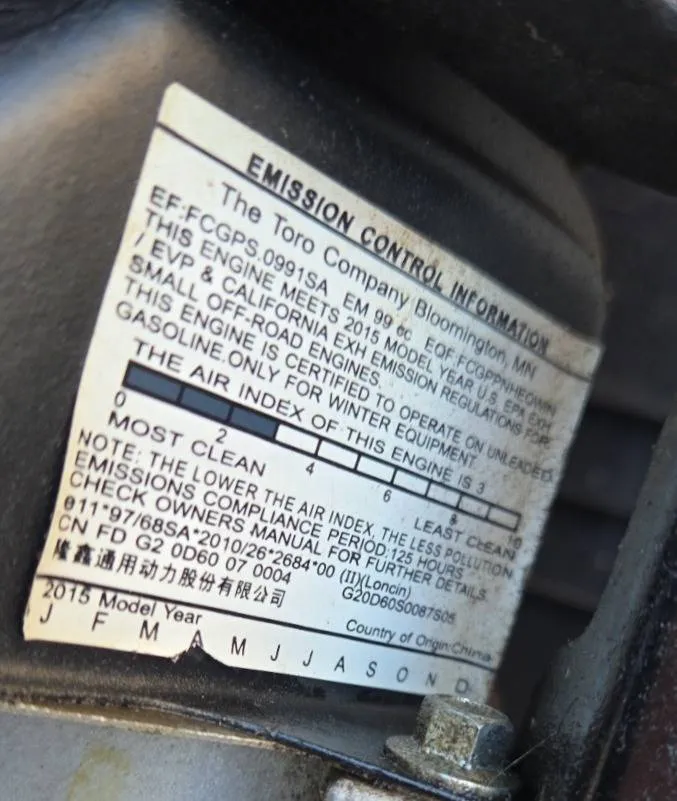 EMISSION CONTROL INFORMATION
The Toro Company Bloomington, MN
EF:FCGPS.0991SA EM 99 cc EOF:FCGPPNHEQWIN
THIS ENGINE MEETS 2015 MODEL YEAR U.S. EPA EXH
/ EVP & CALIFORNIA EXH EMISSION REGULATIONS FOR
SMALL OFF-ROAD ENGINES.
THIS ENGINE IS CERTIFIED TO OPERATE ON UNLEADED
GASOLINE.ONLY FOR WINTER EQUIPMENT.
THE AIR INDEX OF THIS ENGINE IS 3
0 2 4 6 8 10
MOST CLEAN LEAST CLEAN
NOTE: THE LOWER THE AIR INDEX, THE LESS POLLUTION
EMISSIONS COMPLIANCE PERIOD:125 HOURS
CHECK OWNERS MANUAL FOR FURTHER DETAILS.
e11*97/68SA*2010/26*2684*00 (II)(Loncin)
CN FD G2 0D60 07 0004 G20D60S0087S05
隆鑫通用动力股份有限公司
2015 Model Year Country of Origin:China
J F M A M J J A S O N D